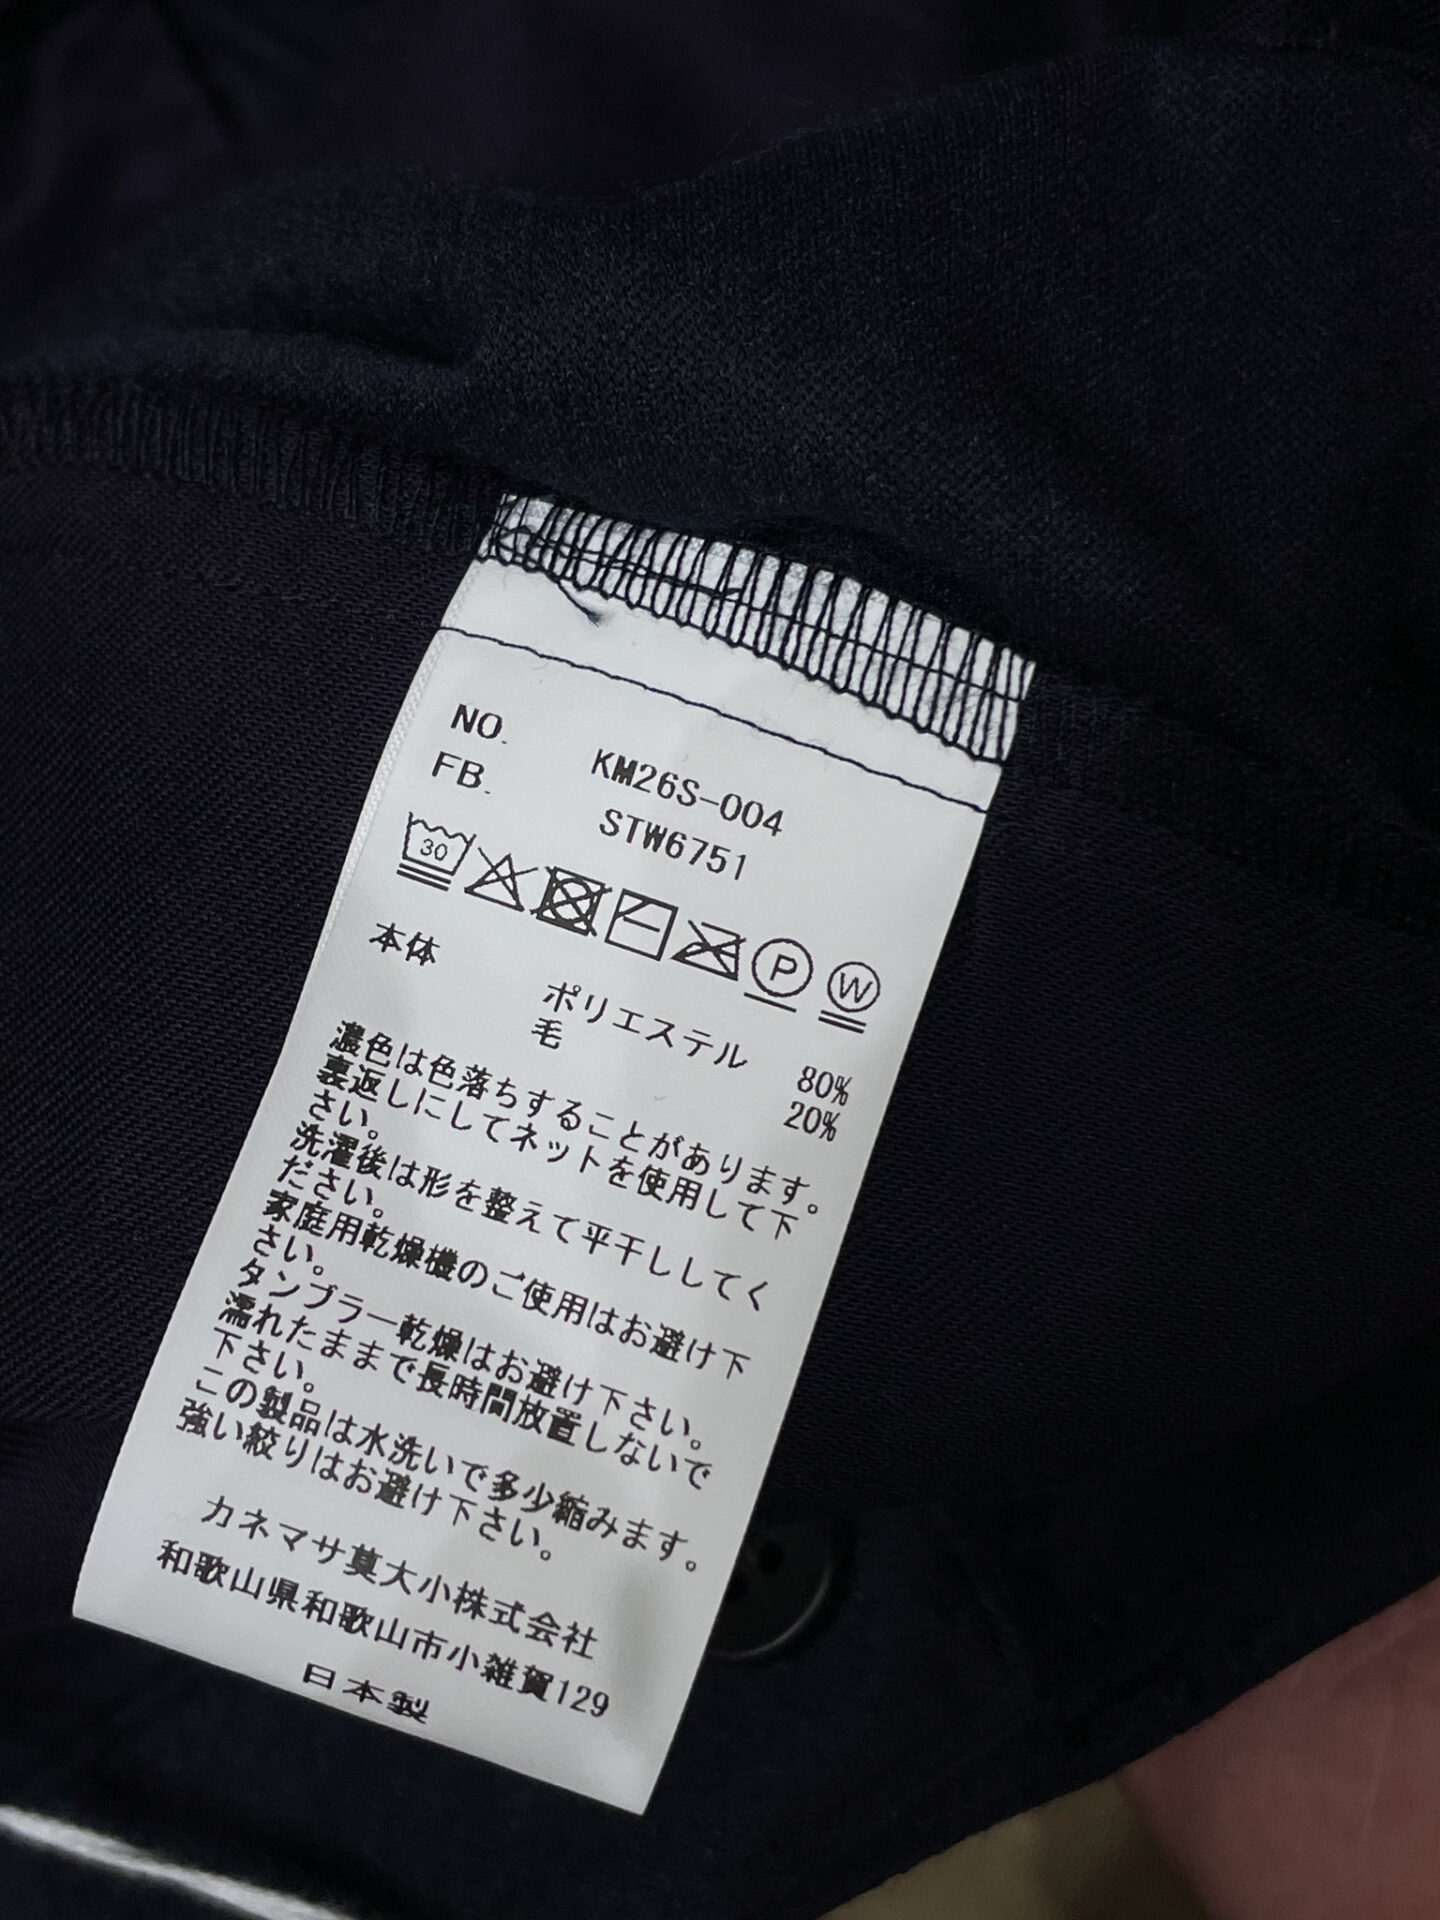 NO. KM26S-004
FB. STW6751
30
P
W
本体
ポリエステル 80%
毛 20%
濃色は色落ちすることがあります。
裏返しにしてネットを使用して下
さい。
洗濯後は形を整えて平干ししてく
ださい。
家庭用乾燥機のご使用はお避け下
さい。
タンブラー乾燥はお避け下さい。
濡れたままで長時間放置しないで
下さい。
この製品は水洗いで多少縮みます。
強い絞りはお避け下さい。
カネマサ莫大小株式会社
和歌山県和歌山市小雑賀129
日本製